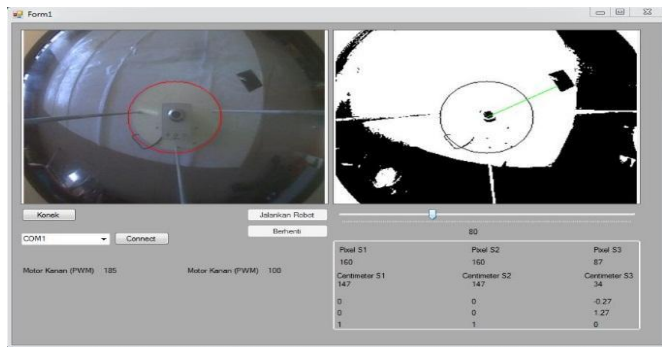 Form1
Konek
Jalankan Robot
Berhenti
COM1
Connect
Motor Kanan (PWM) 185 Motor Kanan (PWM) 100
80
Pixel S1 Pixel S2 Pixel S3
160 160 87
Centimeter S1 Centimeter S2 Centimeter S3
147 147 34
0 0 -0.27
0 0 1.27
1 1 0